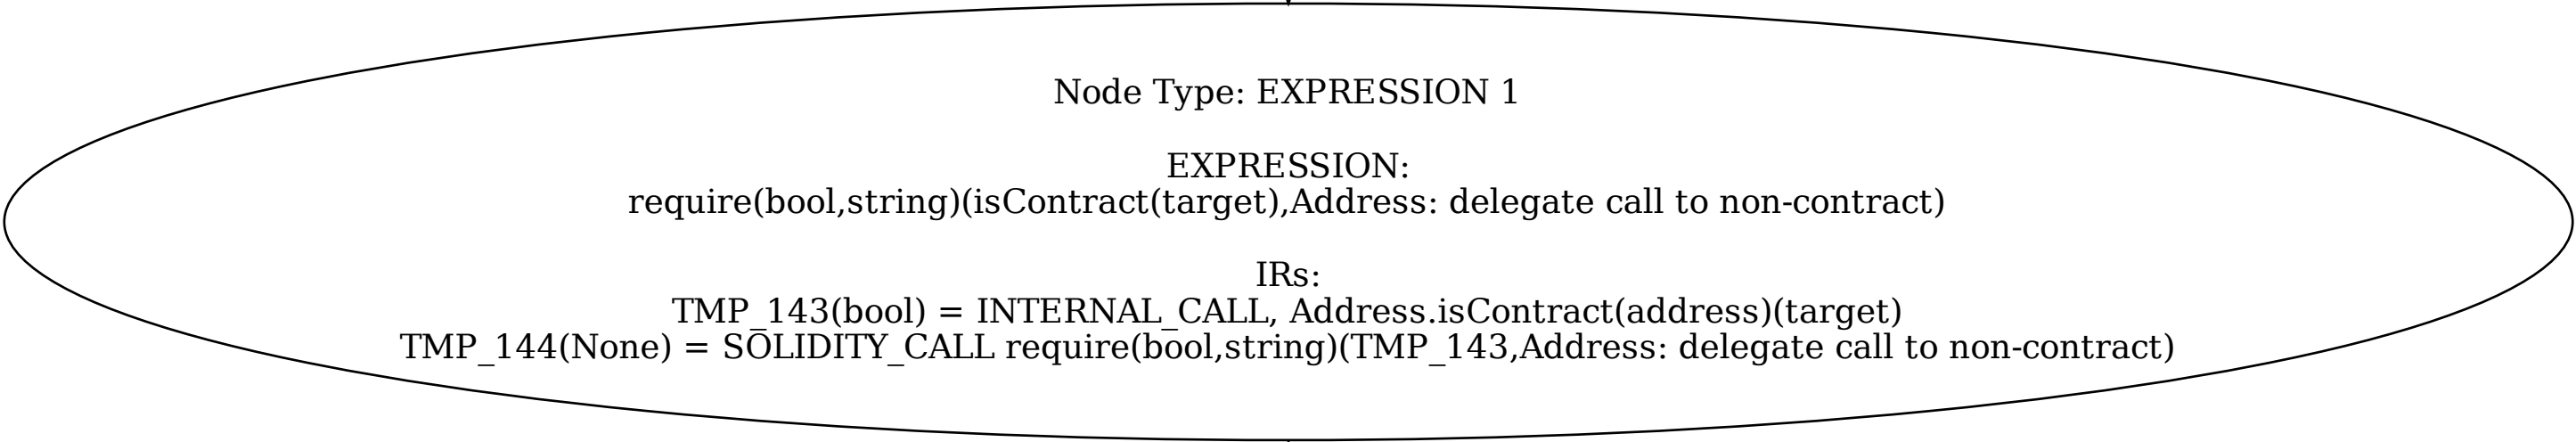 Node Type: EXPRESSION 1
EXPRESSION:
require(bool,string)(isContract(target),Address: delegate call to non-contract)
IRs:
TMP_143(bool) = INTERNAL_CALL, Address.isContract(address)(target)
TMP_144(None) = SOLIDITY_CALL require(bool,string)(TMP_143,Address: delegate call to non-contract)